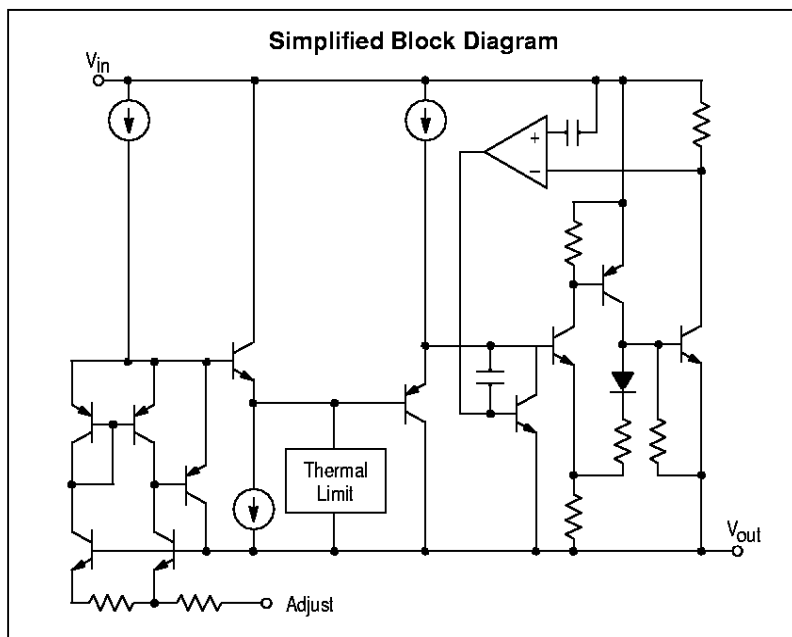 Simplified Block Diagram
Vin
+
−
Thermal
Limit
Vout
Adjust